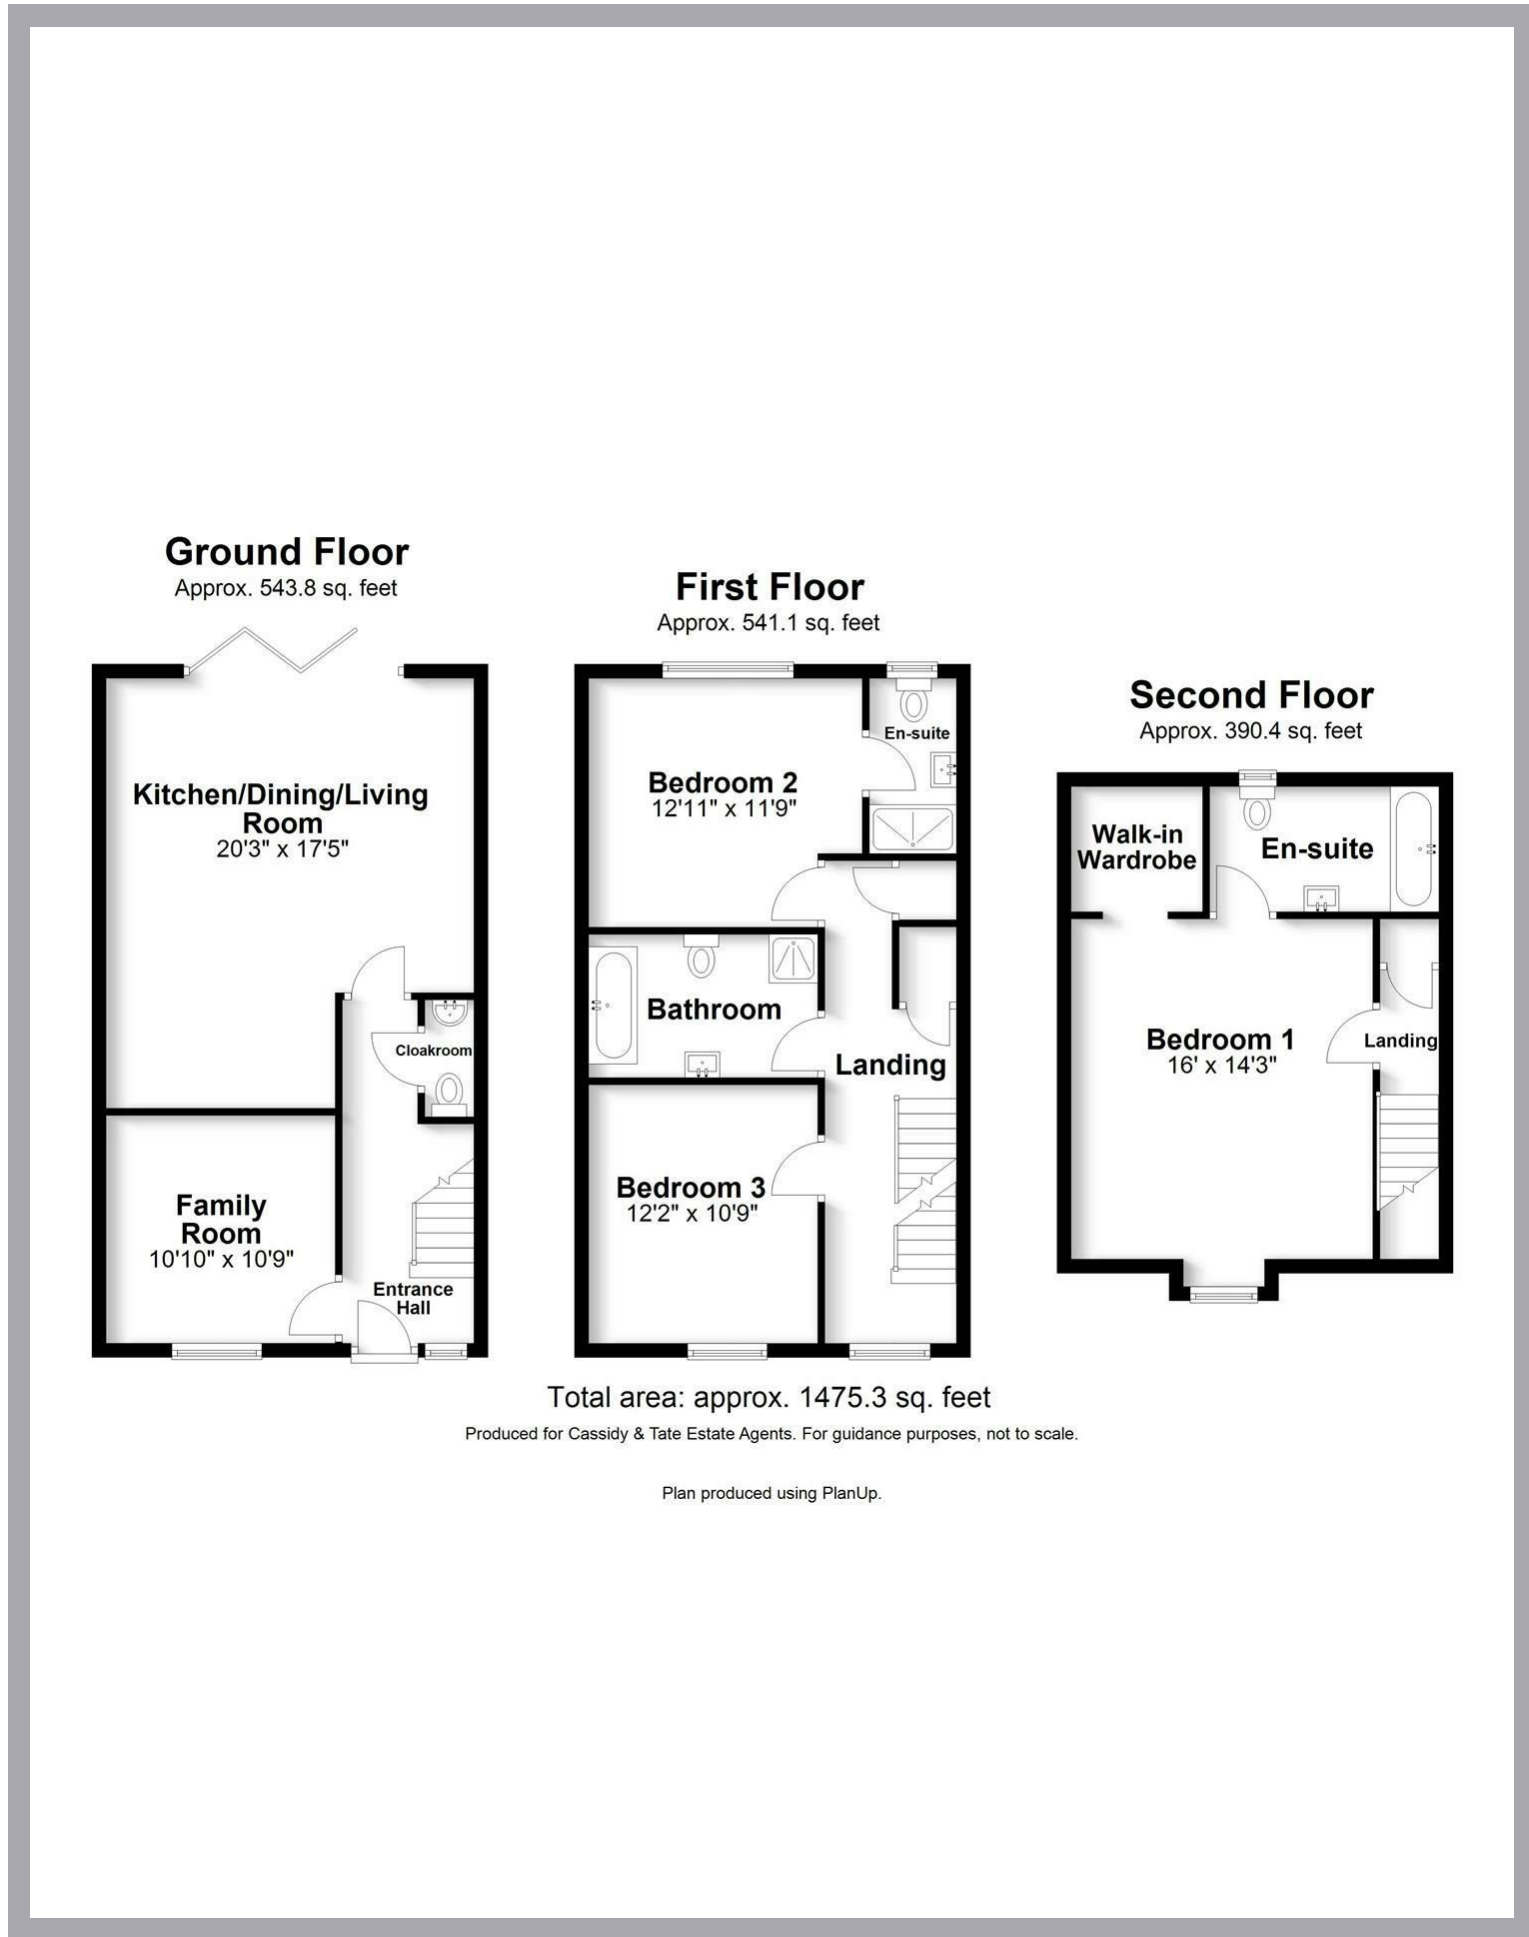 Ground Floor
Approx. 543.8 sq. feet
Kitchen/Dining/Living
Room
20'3" x 17'5"
Cloakroom
Family
Room
10'10" x 10'9"
Entrance
Hall
First Floor
Approx. 541.1 sq. feet
En-suite
Bedroom 2
12'11" x 11'9"
Bathroom
Landing
Bedroom 3
12'2" x 10'9"
Second Floor
Approx. 390.4 sq. feet
Walk-in
Wardrobe
En-suite
Bedroom 1
16' x 14'3"
Landing
Total area: approx. 1475.3 sq. feet
Produced for Cassidy & Tate Estate Agents. For guidance purposes, not to scale.
Plan produced using PlanUp.